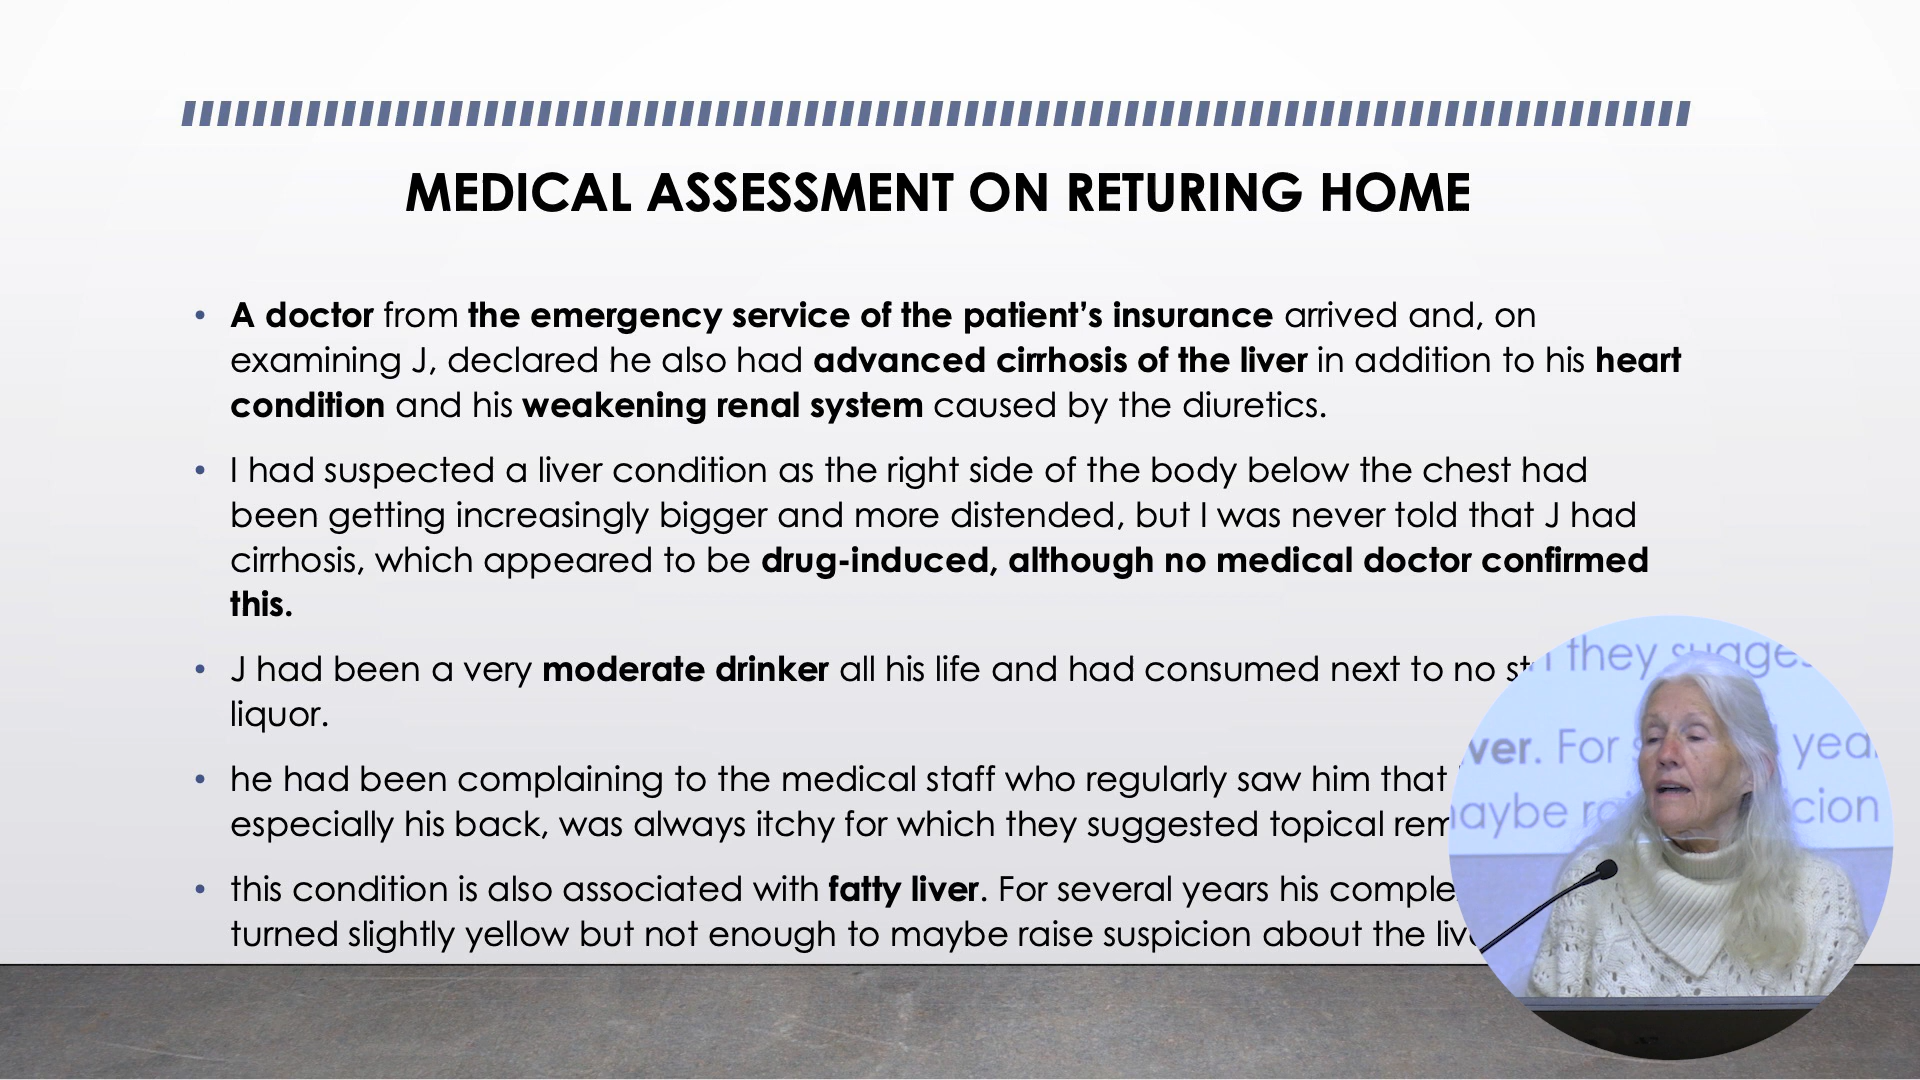 MEDICAL ASSESSMENT ON RETURING HOME
• A doctor from the emergency service of the patient's insurance arrived and, on
examining J, declared he also had advanced cirrhosis of the liver in addition to his heart
condition and his weakening renal system caused by the diuretics.
• I had suspected a liver condition as the right side of the body below the chest had
been getting increasingly bigger and more distended, but I was never told that J had
cirrhosis, which appeared to be drug-induced, although no medical doctor confirmed
this.
• J had been a very moderate drinker all his life and had consumed next to no
liquor.
• he had been complaining to the medical staff who regularly saw him that
especially his back, was always itchy for which they suggested topical
• this condition is also associated with fatty liver. For several years his
turned slightly yellow but not enough to maybe raise suspicion about the
they
For